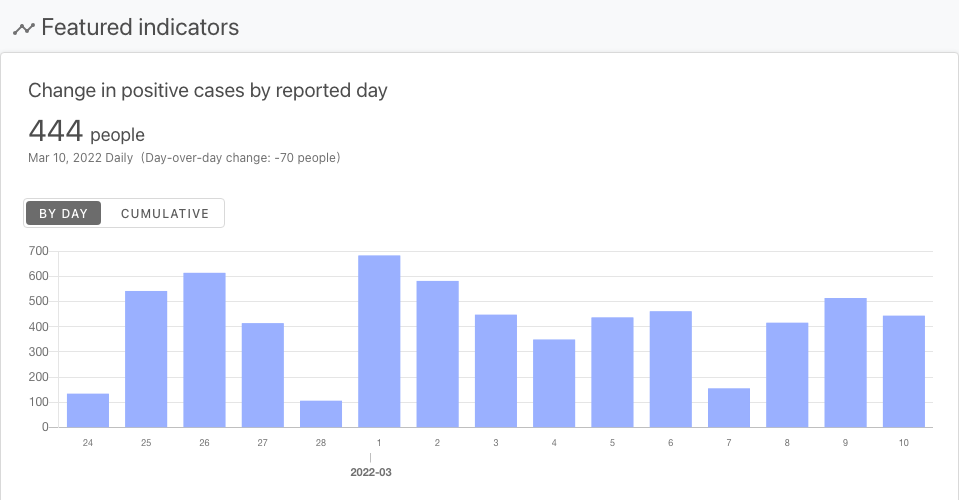 Featured indicators
Change in positive cases by reported day
444 people
Mar 10, 2022 Daily (Day-over-day change: -70 people)
BY DAY CUMULATIVE
700
600
500
400
300
200
100
0
24 25 26 27 28 1 2 3 4 5 6 7 8 9 10
2022-03